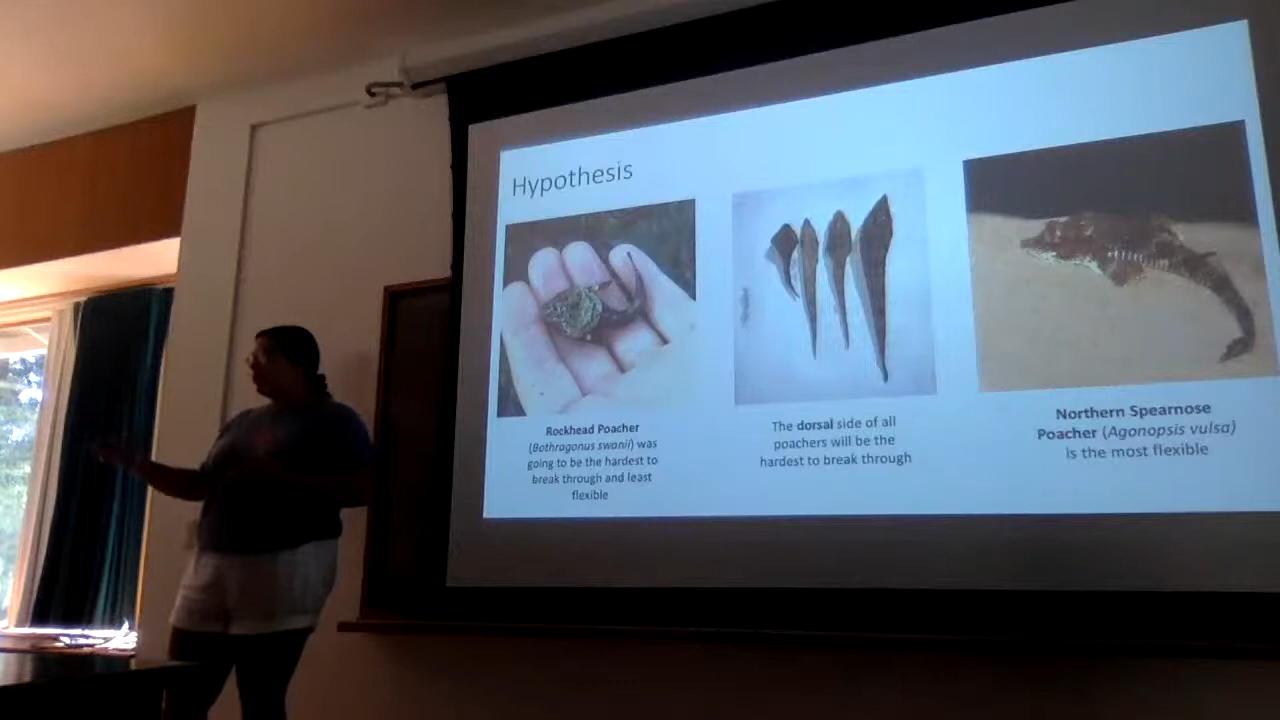 Hypothesis
Rockhead Poacher
(Bothragonus swanii) was
going to be the hardest to
break through and least
flexible
The dorsal side of all
poachers will be the
hardest to break through
Northern Spearnose
Poacher (Agonopsis vulsa)
is the most flexible